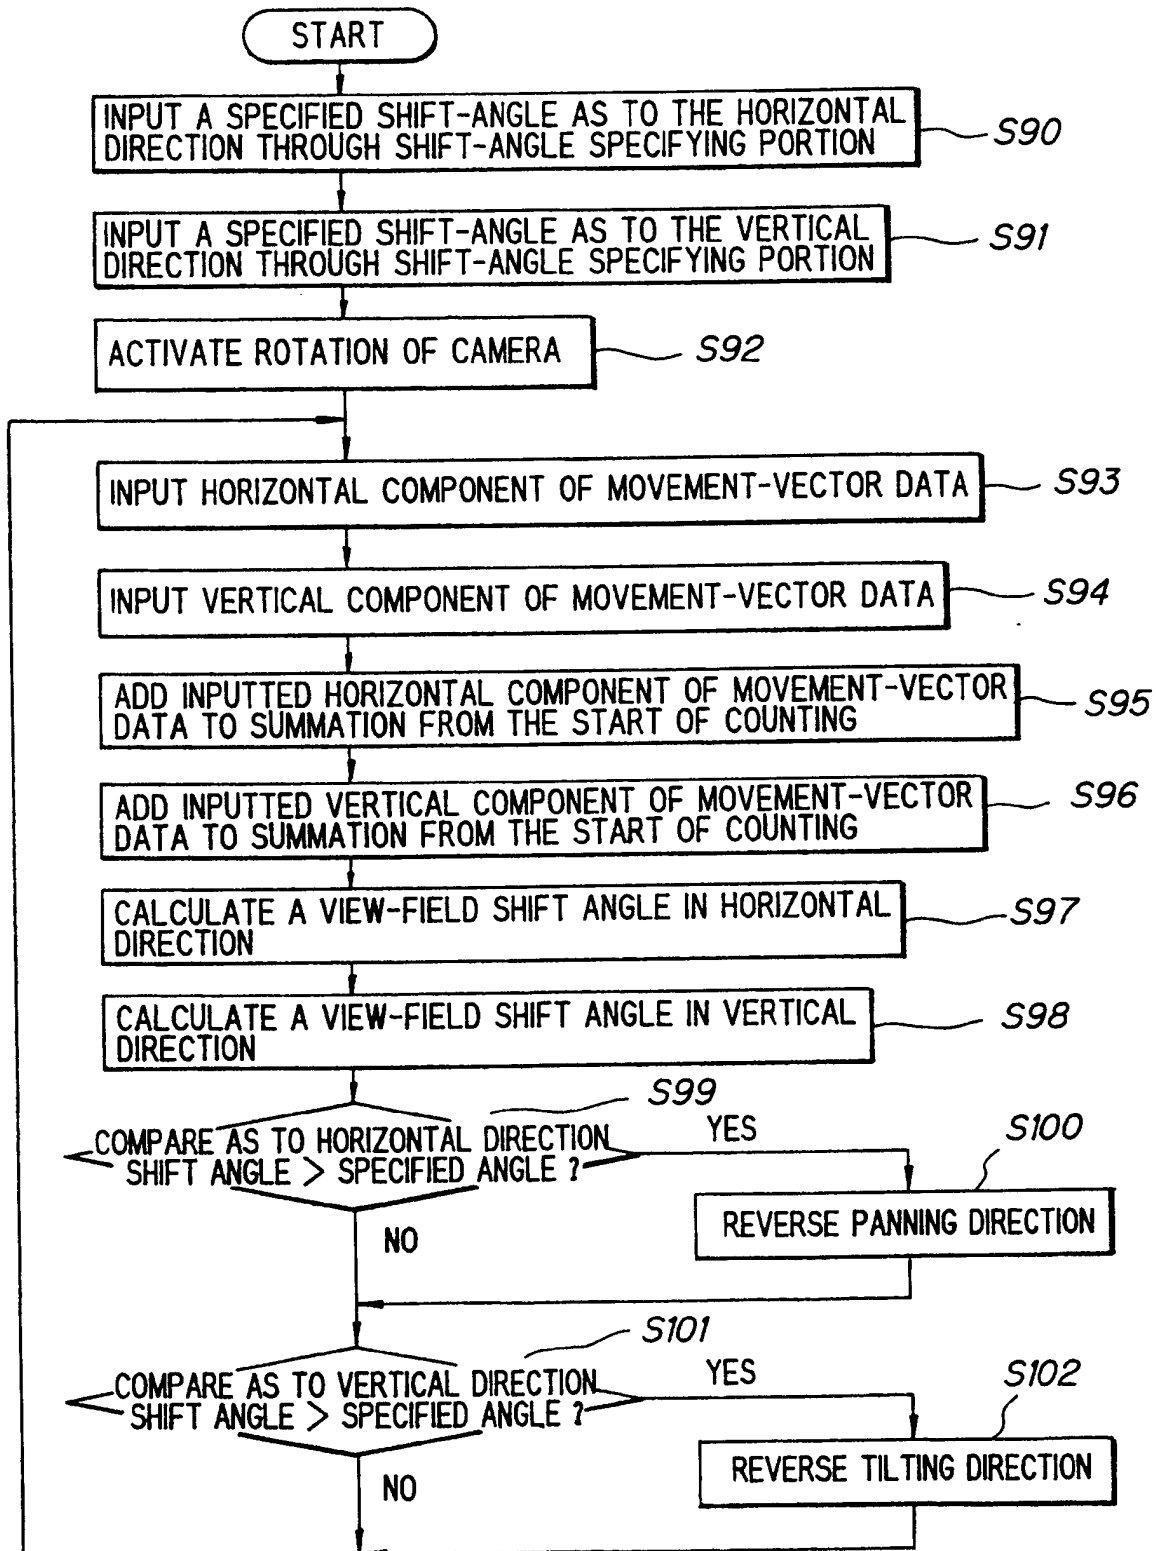 START
INPUT A SPECIFIED SHIFT-ANGLE AS TO THE HORIZONTAL
DIRECTION THROUGH SHIFT-ANGLE SPECIFYING PORTION
S90
INPUT A SPECIFIED SHIFT-ANGLE AS TO THE VERTICAL
DIRECTION THROUGH SHIFT-ANGLE SPECIFYING PORTION
S91
ACTIVATE ROTATION OF CAMERA
S92
INPUT HORIZONTAL COMPONENT OF MOVEMENT-VECTOR DATA
S93
INPUT VERTICAL COMPONENT OF MOVEMENT-VECTOR DATA
S94
ADD INPUTTED HORIZONTAL COMPONENT OF MOVEMENT-VECTOR
DATA TO SUMMATION FROM THE START OF COUNTING
S95
ADD INPUTTED VERTICAL COMPONENT OF MOVEMENT-VECTOR
DATA TO SUMMATION FROM THE START OF COUNTING
S96
CALCULATE A VIEW-FIELD SHIFT ANGLE IN HORIZONTAL
DIRECTION
S97
CALCULATE A VIEW-FIELD SHIFT ANGLE IN VERTICAL
DIRECTION
S98
S99
COMPARE AS TO HORIZONTAL DIRECTION
SHIFT ANGLE > SPECIFIED ANGLE ?
YES
S100
REVERSE PANNING DIRECTION
NO
S101
COMPARE AS TO VERTICAL DIRECTION
SHIFT ANGLE > SPECIFIED ANGLE ?
YES
S102
REVERSE TILTING DIRECTION
NO